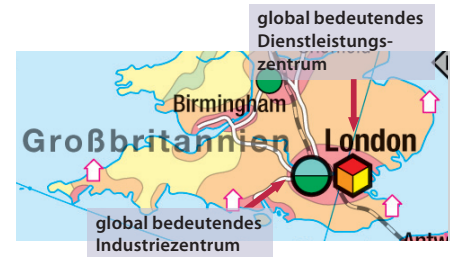 global bedeutendes
Dienstleistungs-
zentrum
Birmingham
Großbritannien
London
global bedeutendes
Industriezentrum